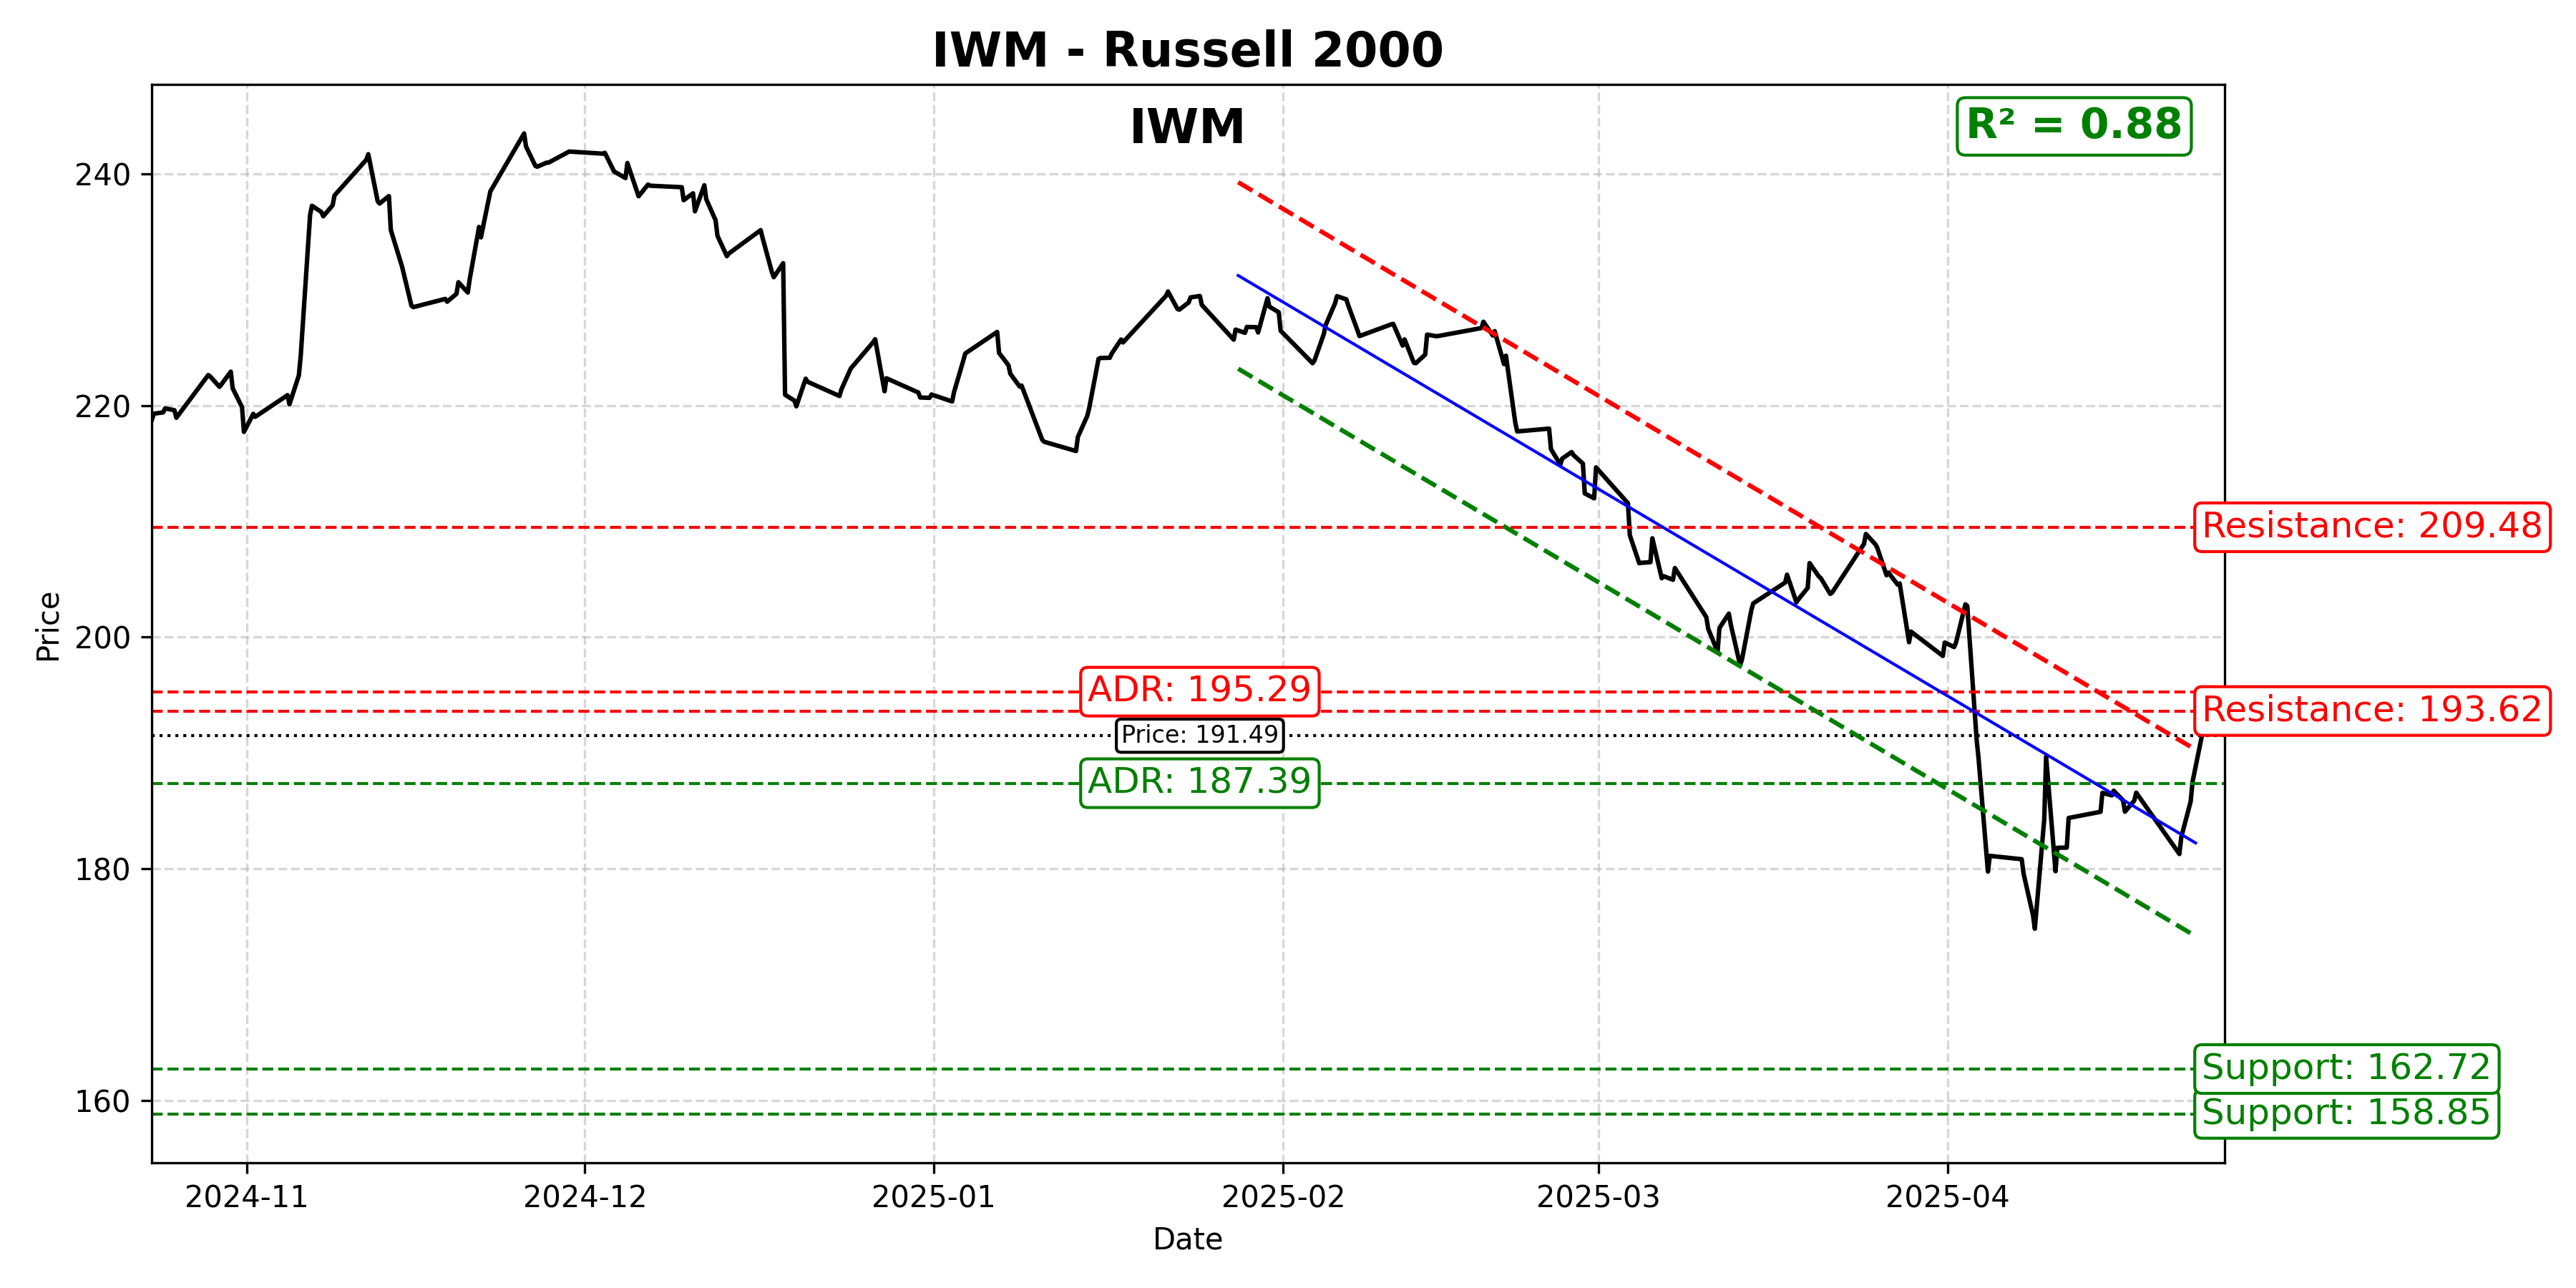 IWM - Russell 2000
IWM
R² = 0.88
240
220
200
180
160
Price
Resistance: 209.48
ADR: 195.29
Resistance: 193.62
Price: 191.49
ADR: 187.39
Support: 162.72
Support: 158.85
2024-11
2024-12
2025-01
2025-02
2025-03
2025-04
Date